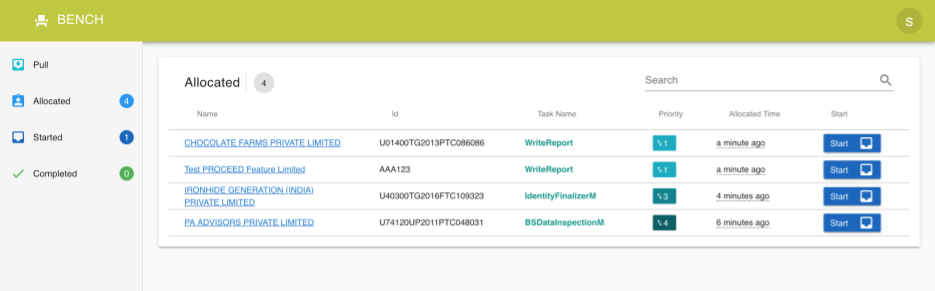 BENCH
S
Pull
Allocated 4
Started 1
Completed 0
Allocated 4
Search
Name Id Task Name Priority Allocated Time Start
CHOCOLATE FARMS PRIVATE LIMITED U01400TG2013PTC086086 WriteReport 1 a minute ago Start
Test PROCEED Feature Limited AAA123 WriteReport 1 a minute ago Start
IRONHIDE GENERATION (INDIA)
PRIVATE LIMITED U40300TG2016FTC109323 IdentityFinalizerM 3 4 minutes ago Start
PA ADVISORS PRIVATE LIMITED U74120UP2011PTC048031 BSDataInspectionM 4 6 minutes ago Start